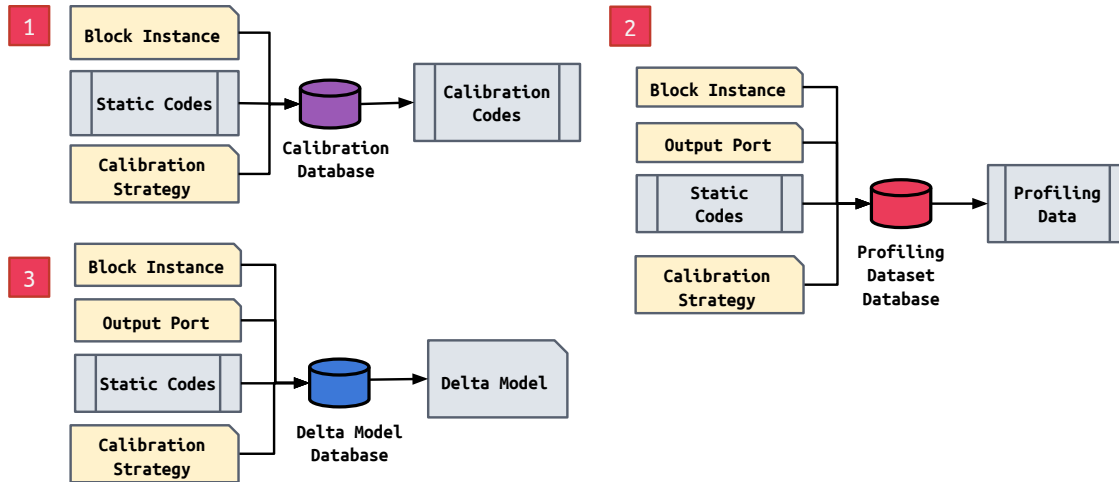 1
Block Instance
Static Codes
Calibration
Strategy
Calibration
Database
Calibration
Codes
2
Block Instance
Output Port
Static
Codes
Calibration
Strategy
Profiling
Dataset
Database
Profiling
Data
3
Block Instance
Output Port
Static Codes
Calibration
Strategy
Delta Model
Database
Delta Model